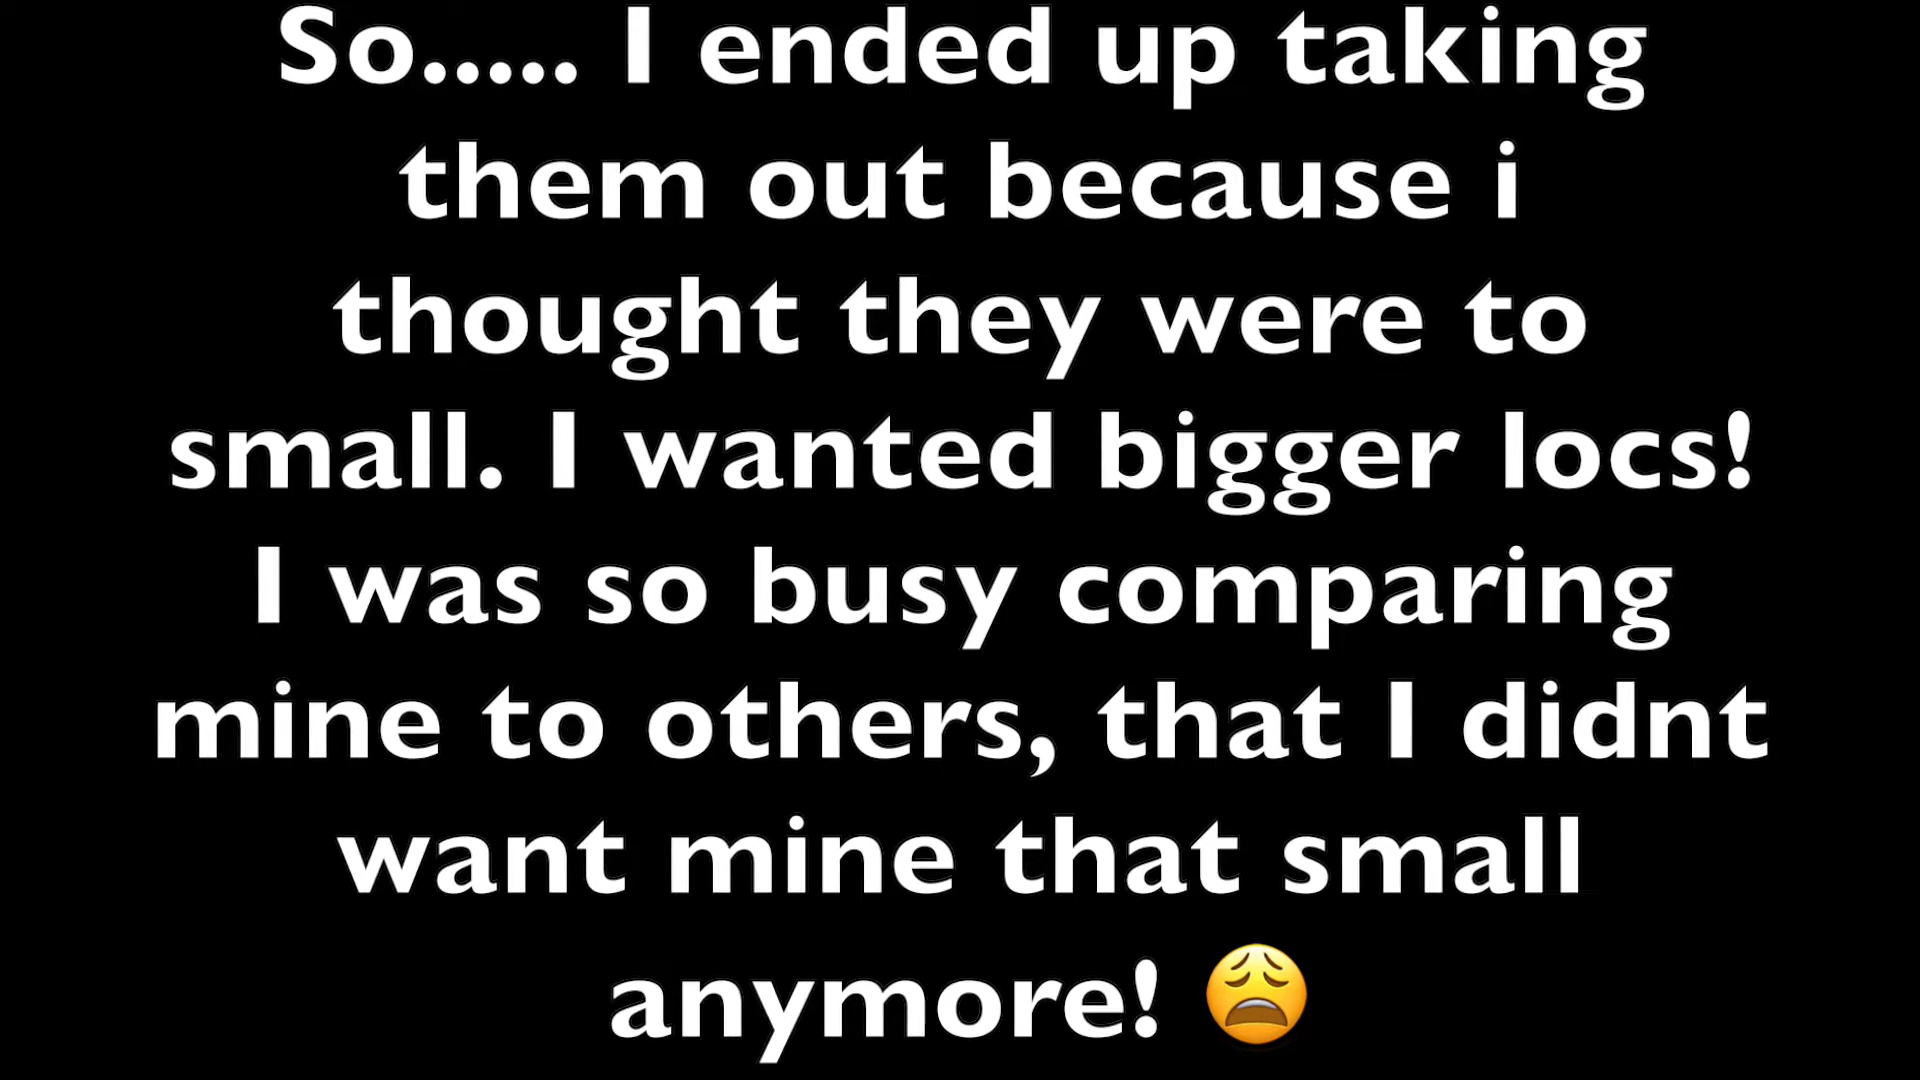 So..... I ended up taking
them out because i
thought they were to
small. I wanted bigger locs!
I was so busy comparing
mine to others, that I didnt
want mine that small
anymore! 😩